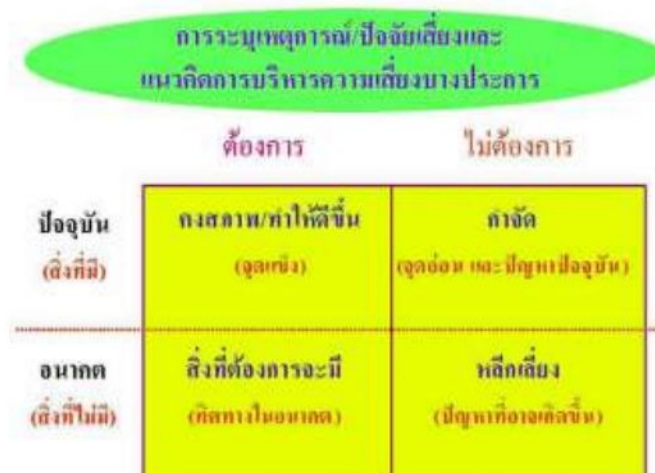 การระบุเหตุการณ์/ปัจจัยเสี่ยงและ
แนวคิดการบริหารความเสี่ยงบางประการ
ต้องการ ไม่ต้องการ
ปัจจุบัน คงสภาพ/ทำให้ดีขึ้น กำจัด
(สิ่งที่มี) (จุดแข็ง) (จุดอ่อน และปัญหาปัจจุบัน)
อนาคต สิ่งที่ต้องการจะมี หลีกเลี่ยง
(สิ่งที่ไม่มี) (ทิศทางในอนาคต) (ปัญหาที่อาจเกิดขึ้น)